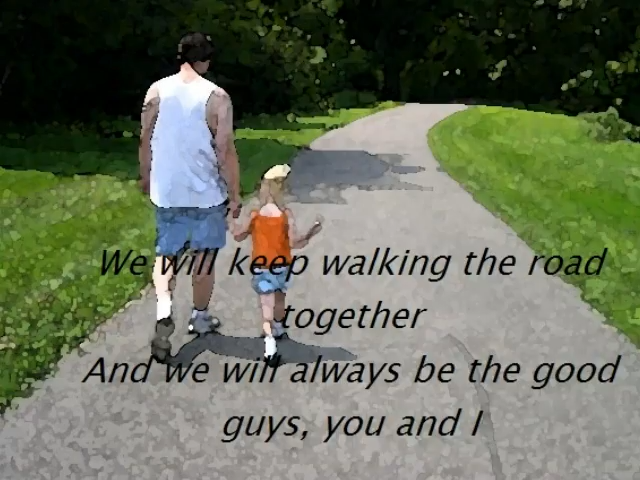 We will keep walking the road
together
And we will always be the good
guys, you and I